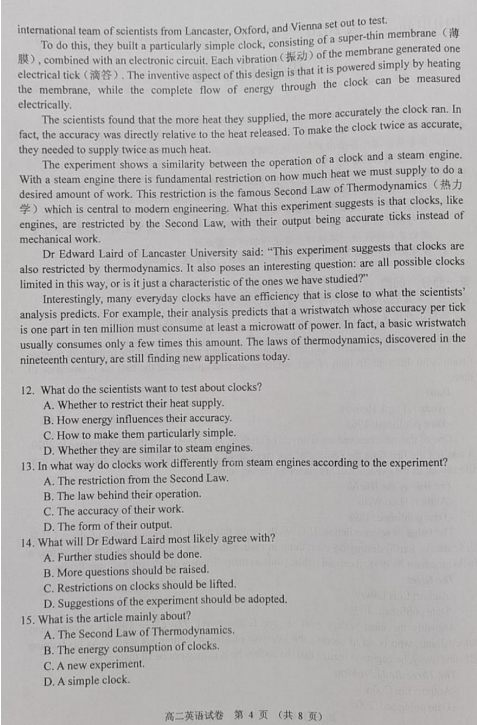 international team of scientists from Lancaster, Oxford, and Vienna set out to test.
To do this, they built a particularly simple clock, consisting of a super-thin membrane（薄
膜）, combined with an electronic circuit. Each vibration（振动）of the membrane generated one
electrical tick（滴答）. The inventive aspect of this design is that it is powered simply by heating
the membrane, while the complete flow of energy through the clock can be measured
electrically.
The scientists found that the more heat they supplied, the more accurately the clock ran. In
fact, the accuracy was directly relative to the heat released. To make the clock twice as accurate,
they needed to supply twice as much heat.
The experiment shows a similarity between the operation of a clock and a steam engine.
With a steam engine there is fundamental restriction on how much heat we must supply to do a
desired amount of work. This restriction is the famous Second Law of Thermodynamics（热力
学）which is central to modern engineering. What this experiment suggests is that clocks, like
engines, are restricted by the Second Law, with their output being accurate ticks instead of
mechanical work.
Dr Edward Laird of Lancaster University said: “This experiment suggests that clocks are
also restricted by thermodynamics. It also poses an interesting question: are all possible clocks
limited in this way, or is it just a characteristic of the ones we have studied?”
Interestingly, many everyday clocks have an efficiency that is close to what the scientists’
analysis predicts. For example, their analysis predicts that a wristwatch whose accuracy per tick
is one part in ten million must consume at least a microwatt of power. In fact, a basic wristwatch
usually consumes only a few times this amount. The laws of thermodynamics, discovered in the
nineteenth century, are still finding new applications today.
12. What do the scientists want to test about clocks?
A. Whether to restrict their heat supply.
B. How energy influences their accuracy.
C. How to make them particularly simple.
D. Whether they are similar to steam engines.
13. In what way do clocks work differently from steam engines according to the experiment?
A. The restriction from the Second Law.
B. The law behind their operation.
C. The accuracy of their work.
D. The form of their output.
14. What will Dr Edward Laird most likely agree with?
A. Further studies should be done.
B. More questions should be raised.
C. Restrictions on clocks should be lifted.
D. Suggestions of the experiment should be adopted.
15. What is the article mainly about?
A. The Second Law of Thermodynamics.
B. The energy consumption of clocks.
C. A new experiment.
D. A simple clock.
高二英语试卷 第 4 页 （共 8 页）